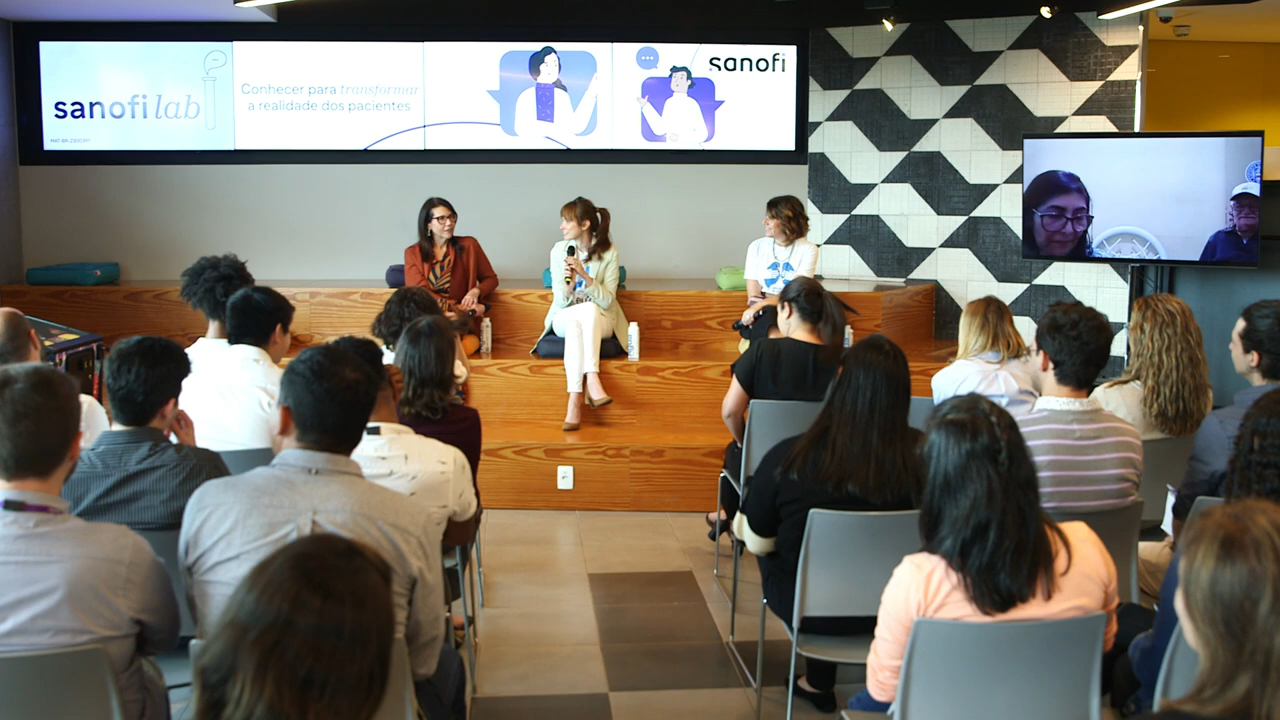 sanofi lab
Conhecer para transformar
a realidade dos pacientes
sanofi